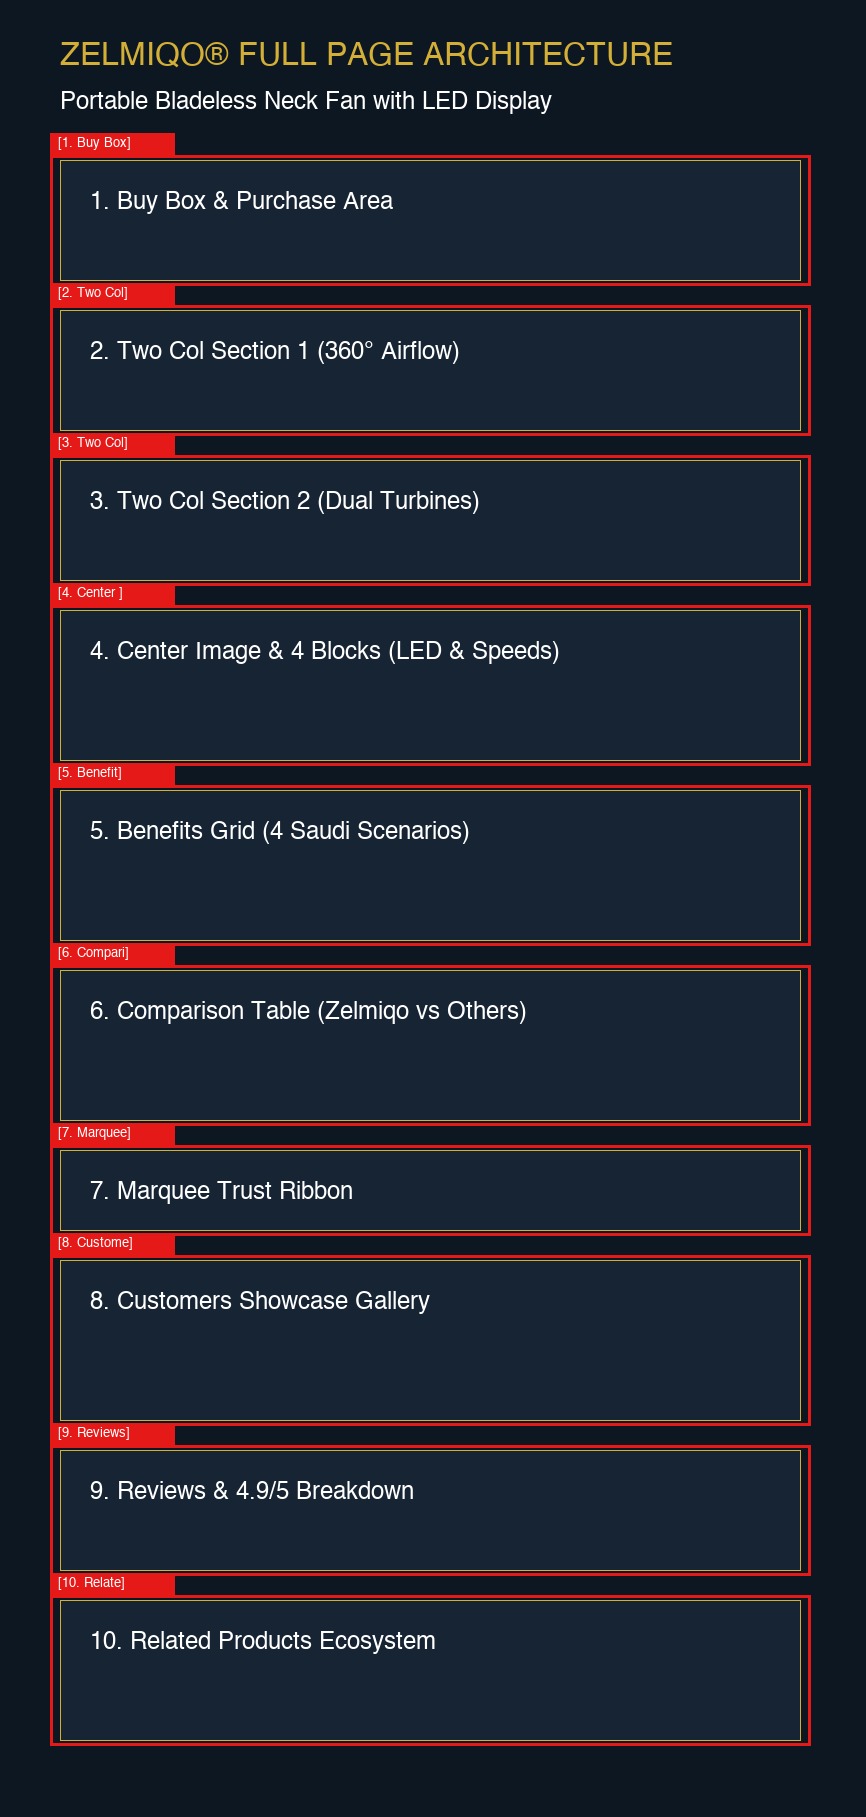 ZELMIQO® FULL PAGE ARCHITECTURE
Portable Bladeless Neck Fan with LED Display
[1. Buy Box]
1. Buy Box & Purchase Area
[2. Two Col]
2. Two Col Section 1 (360° Airflow)
[3. Two Col]
3. Two Col Section 2 (Dual Turbines)
[4. Center ]
4. Center Image & 4 Blocks (LED & Speeds)
[5. Benefit]
5. Benefits Grid (4 Saudi Scenarios)
[6. Compari]
6. Comparison Table (Zelmiqo vs Others)
[7. Marquee]
7. Marquee Trust Ribbon
[8. Custome]
8. Customers Showcase Gallery
[9. Reviews]
9. Reviews & 4.9/5 Breakdown
[10. Relate]
10. Related Products Ecosystem